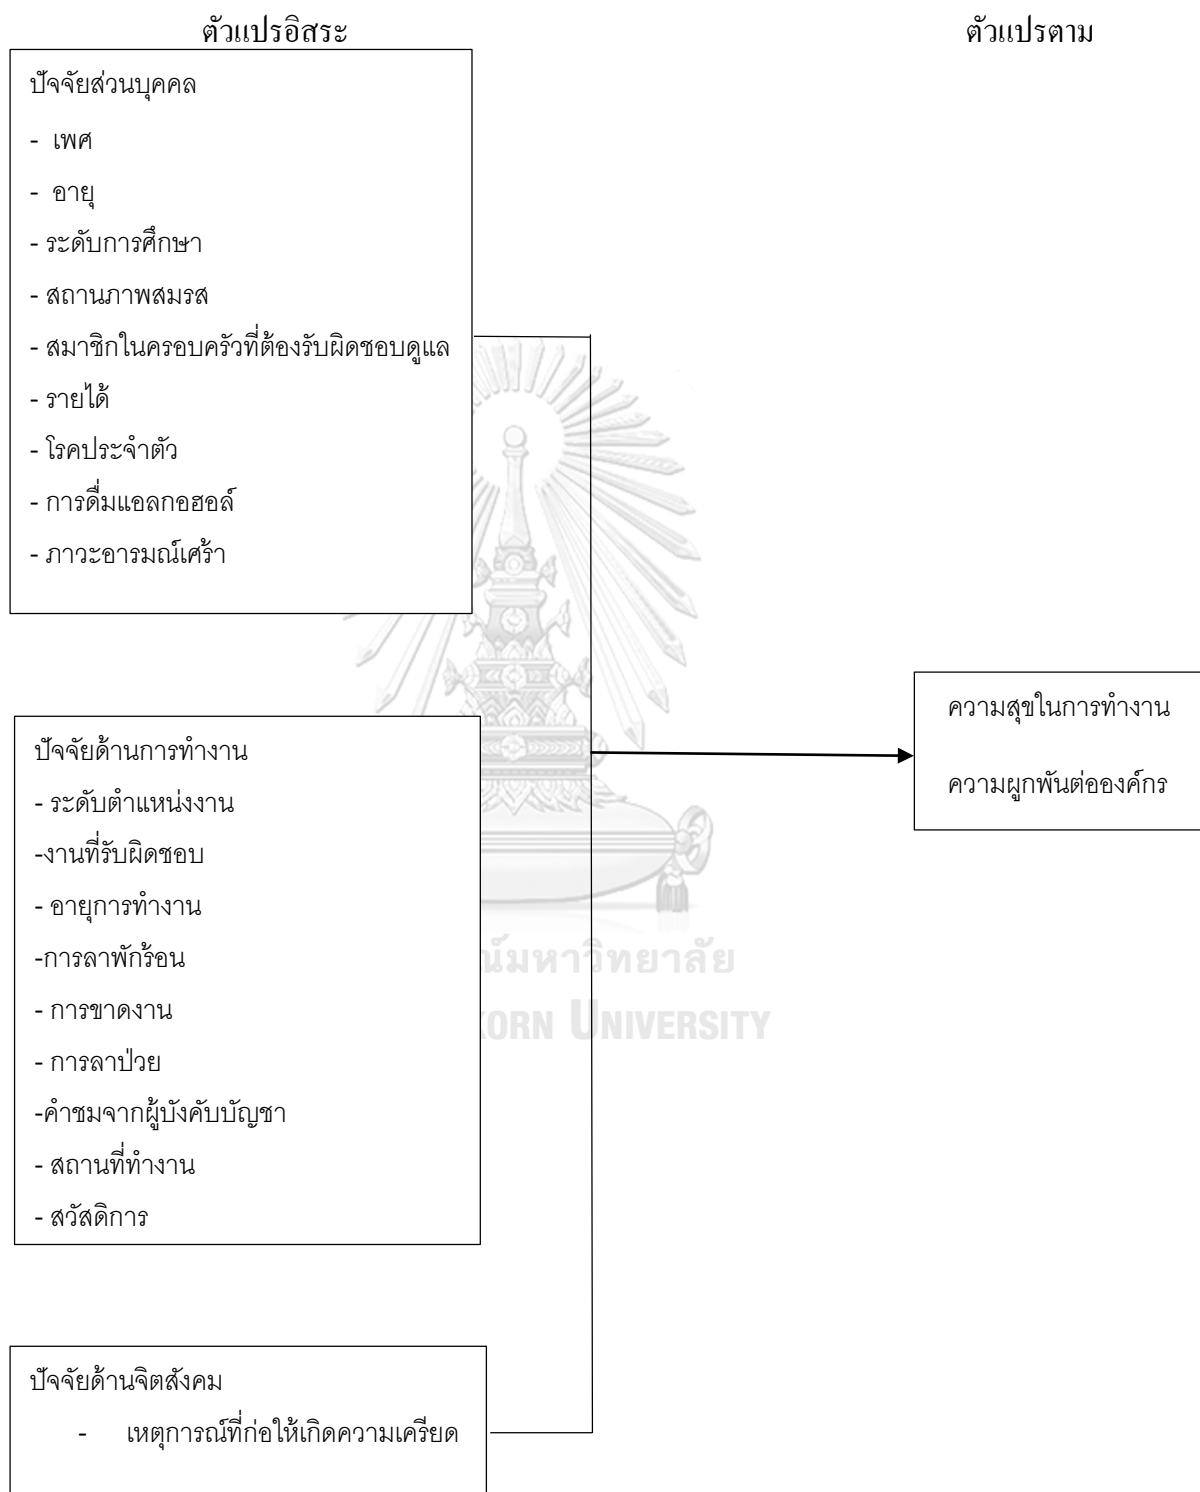 ตัวแปรอิสระ
ตัวแปรตาม
ปัจจัยส่วนบุคคล
- เพศ
- อายุ
- ระดับการศึกษา
- สถานภาพสมรส
- สมาชิกในครอบครัวที่ต้องรับผิดชอบดูแล
- รายได้
- โรคประจำตัว
- การดื่มแอลกอฮอล์
- ภาวะอารมณ์เศร้า
ปัจจัยด้านการทำงาน
- ระดับตำแหน่งงาน
-งานที่รับผิดชอบ
- อายุการทำงาน
-การลาพักร้อน
- การขาดงาน
- การลาป่วย
-คำชมจากผู้บังคับบัญชา
- สถานที่ทำงาน
- สวัสดิการ
ความสุขในการทำงาน
ความผูกพันต่อองค์กร
ณ์มหาวิทยาลัย
KORN UNIVERSITY
ปัจจัยด้านจิตสังคม
- เหตุการณ์ที่ก่อให้เกิดความเครียด